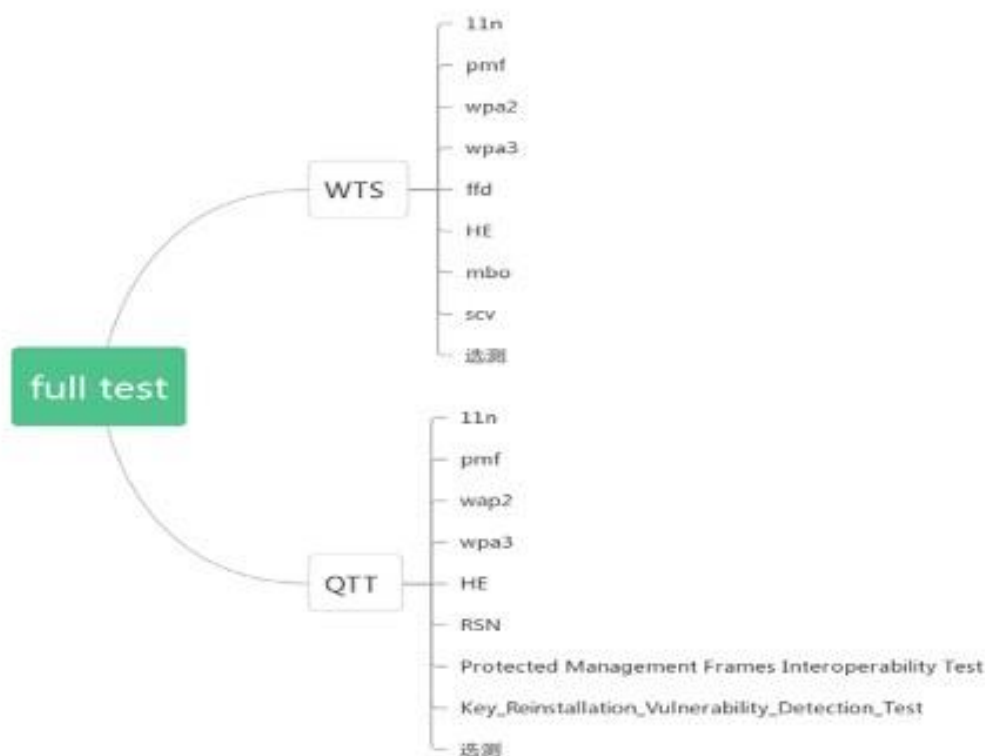 full test
WTS
11n
pmf
wpa2
wpa3
ffd
HE
mbo
scv
选测
QTT
11n
pmf
wap2
wpa3
HE
RSN
Protected Management Frames Interoperability Test
Key_Reinstallation_Vulnerability_Detection_Test
选测